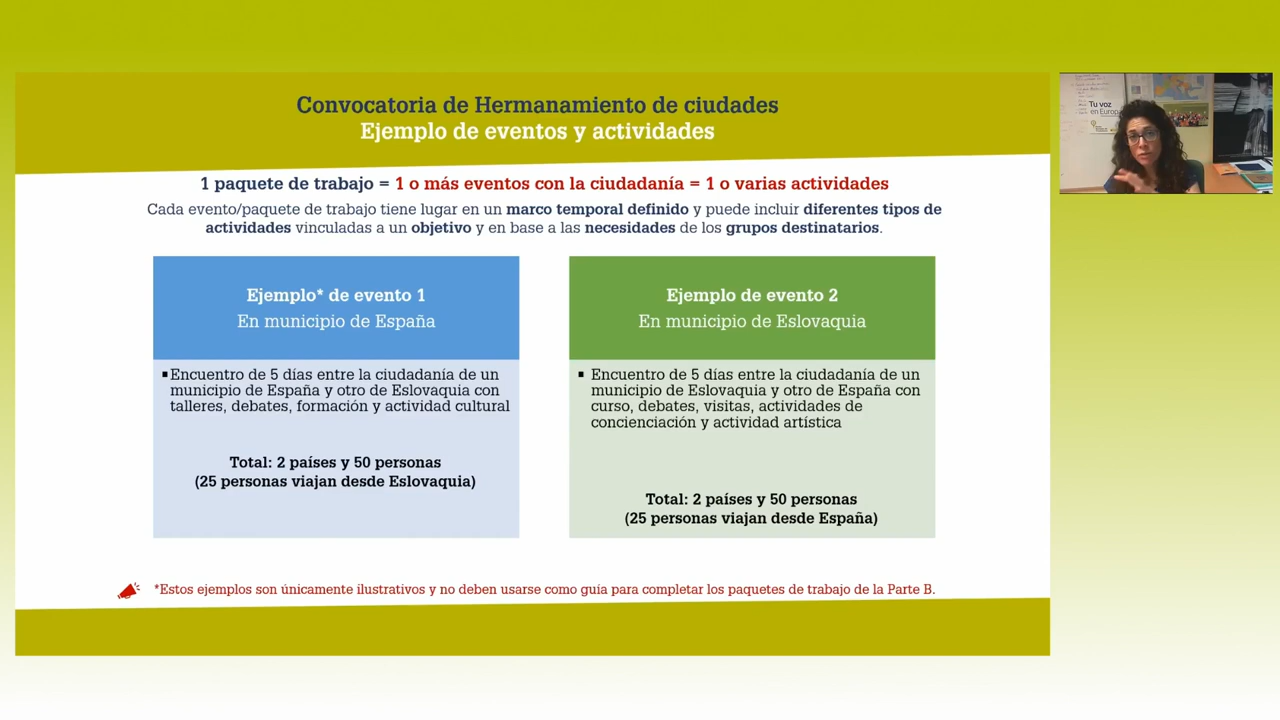 Convocatoria de Hermanamiento de ciudades
Ejemplo de eventos y actividades
1 paquete de trabajo = 1 o más eventos con la ciudadanía = 1 o varias actividades
Cada evento/paquete de trabajo tiene lugar en un marco temporal definido y puede incluir diferentes tipos de
actividades vinculadas a un objetivo y en base a las necesidades de los grupos destinatarios.
Ejemplo* de evento 1
En municipio de España
▪Encuentro de 5 días entre la ciudadanía de un
municipio de España y otro de Eslovaquia con
talleres, debates, formación y actividad cultural
Total: 2 países y 50 personas
(25 personas viajan desde Eslovaquia)
Ejemplo de evento 2
En municipio de Eslovaquia
▪ Encuentro de 5 días entre la ciudadanía de un
municipio de Eslovaquia y otro de España con
curso, debates, visitas, actividades de
concienciación y actividad artística
Total: 2 países y 50 personas
(25 personas viajan desde España)
*Estos ejemplos son únicamente ilustrativos y no deben usarse como guía para completar los paquetes de trabajo de la Parte B.
Tu voz
en Europa